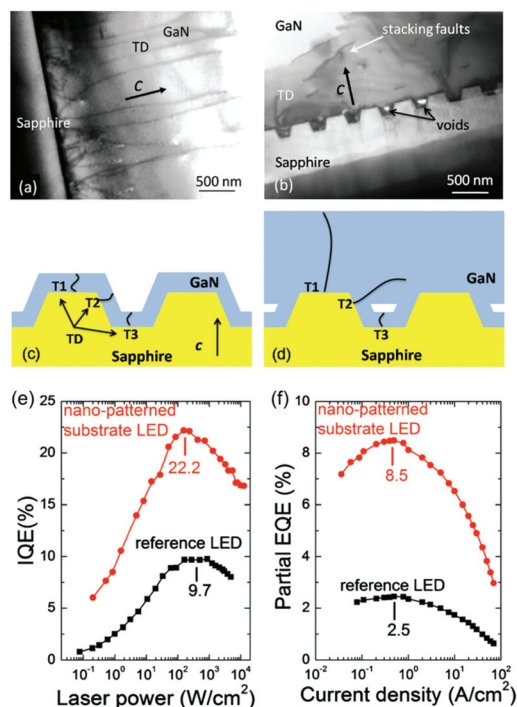 GaN
TD
c
Sapphire
(a)
500 nm
GaN
stacking faults
c
TD
voids
Sapphire
(b)
500 nm
T1
T2
GaN
TD
T3
(c)
Sapphire
c
T1
GaN
T2
T3
(d)
Sapphire
(e)
25
20
15
10
5
0
IQE(%)
nano-patterned
substrate LED
22.2
reference LED
9.7
10⁻¹ 10⁰ 10¹ 10² 10³ 10⁴
Laser power (W/cm²)
(f)
10
8
6
4
2
0
Partial EQE (%)
nano-patterned
substrate LED
8.5
reference LED
2.5
10⁻² 10⁻¹ 10⁰ 10¹ 10²
Current density (A/cm²)